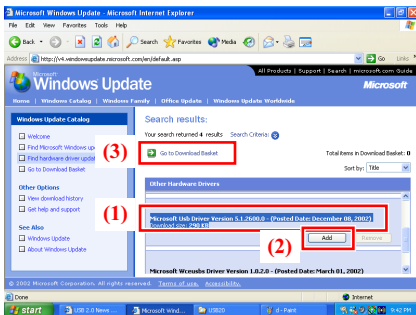 Microsoft Windows Update - Microsoft Internet Explorer
File Edit View Favorites Tools Help
Back Search Favorites Media
Address http://v4.windowsupdate.microsoft.com/en/default.asp Go Links
All Products | Support | Search | microsoft.com Guide
Microsoft
Windows Update
Microsoft
Home | Windows Catalog | Windows Family | Office Update | Windows Update Worldwide
Windows Update Catalog
Welcome
Find Microsoft Windows up
Find hardware driver updat
Go to Download Basket
Other Options
View download history
Get help and support
See Also
Windows Update
About Windows Update
Search results:
Your search returned 4 results Search Criteria:
(3)
Go to Download Basket
Total items in Download Basket: 0
Sort by: Title
Other Hardware Drivers
(1)
Microsoft Usb Driver Version 5.1.2600.0 - (Posted Date: December 08, 2002)
Download size: 298 KB
(2)
Add Remove
Microsoft Wceusbs Driver Version 1.0.2.0 - (Posted Date: March 01, 2002)
© 2002 Microsoft Corporation. All rights reserved. Terms of use. Accessibility.
Done Internet
start USB 2.0 News ... Microsoft Wind... USB20 d - Paint 9:42 PM